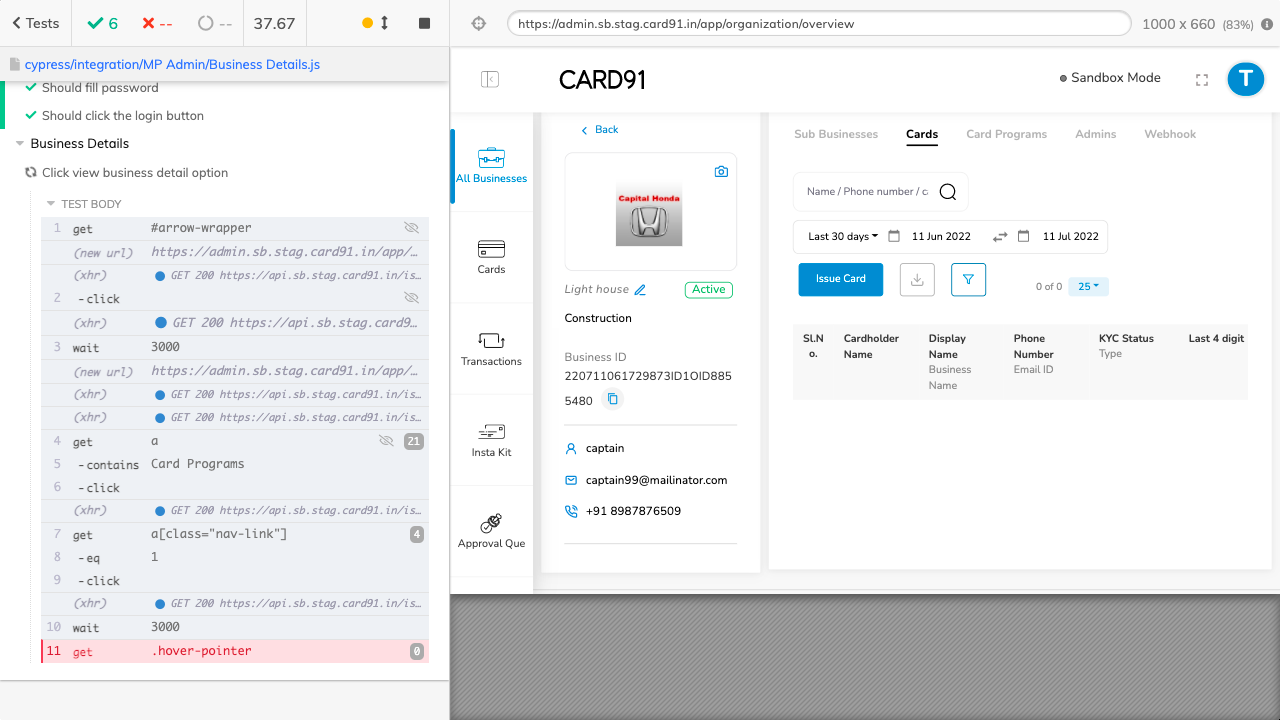 Tests
6
--
--
37.67
cypress/integration/MP Admin/Business Details.js
Should fill password
Should click the login button
Business Details
Click view business detail option
TEST BODY
1 get #arrow-wrapper
(new url) https://admin.sb.stag.card91.in/app/…
(xhr) GET 200 https://api.sb.stag.card91.in/is…
2 -click
(xhr) GET 200 https://api.sb.stag.card9…
3 wait 3000
(new url) https://admin.sb.stag.card91.in/app/…
(xhr) GET 200 https://api.sb.stag.card91.in/is…
(xhr) GET 200 https://api.sb.stag.card91.in/is…
4 get a 21
5 -contains Card Programs
6 -click
(xhr) GET 200 https://api.sb.stag.card91.in/is…
7 get a[class="nav-link"] 4
8 -eq 1
9 -click
(xhr) GET 200 https://api.sb.stag.card91.in/is…
10 wait 3000
11 get .hover-pointer 0
https://admin.sb.stag.card91.in/app/organization/overview
1000 x 660 (83%)
CARD91
Sandbox Mode
T
All Businesses
Cards
Transactions
Insta Kit
Approval Que
Back
Capital Honda
Light house
Active
Construction
Business ID
220711061729873ID1OID885
5480
captain
captain99@mailinator.com
+91 8987876509
Sub Businesses Cards Card Programs Admins Webhook
Name / Phone number / c
Last 30 days 11 Jun 2022 11 Jul 2022
Issue Card
0 of 0 25
Sl.N
o.
Cardholder
Name
Display
Name
Business
Name
Phone
Number
Email ID
KYC Status
Type
Last 4 digit